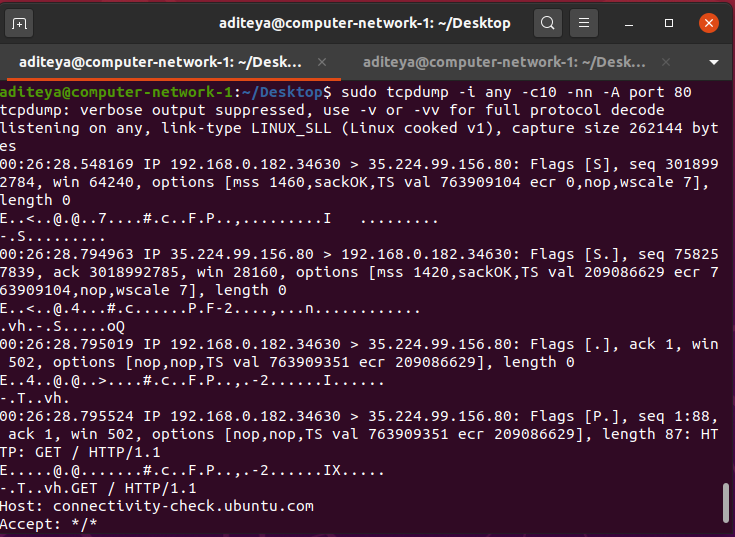 aditeya@computer-network-1: ~/Desktop
aditeya@computer-network-1: ~/Desk...
aditeya@computer-network-1: ~/Desk...
aditeya@computer-network-1:~/Desktop$ sudo tcpdump -i any -c10 -nn -A port 80
tcpdump: verbose output suppressed, use -v or -vv for full protocol decode
listening on any, link-type LINUX_SLL (Linux cooked v1), capture size 262144 byt
es
00:26:28.548169 IP 192.168.0.182.34630 > 35.224.99.156.80: Flags [S], seq 301899
2784, win 64240, options [mss 1460,sackOK,TS val 763909104 ecr 0,nop,wscale 7],
length 0
E..<..@.@..7....#.c..F.P..,.........I   .........
-.S.........
00:26:28.794963 IP 35.224.99.156.80 > 192.168.0.182.34630: Flags [S.], seq 75825
7839, ack 3018992785, win 28160, options [mss 1420,sackOK,TS val 209086629 ecr 7
63909104,nop,wscale 7], length 0
E..<..@.4...#.c......P.F-2....,...n............
.vh.-.S.....oQ
00:26:28.795019 IP 192.168.0.182.34630 > 35.224.99.156.80: Flags [.], ack 1, win
 502, options [nop,nop,TS val 763909351 ecr 209086629], length 0
E..4..@.@..>....#.c..F.P..,.-2......I......
-.T..vh.
00:26:28.795524 IP 192.168.0.182.34630 > 35.224.99.156.80: Flags [P.], seq 1:88,
 ack 1, win 502, options [nop,nop,TS val 763909351 ecr 209086629], length 87: HT
TP: GET / HTTP/1.1
E.....@.@.......#.c..F.P..,.-2......IX.....
-.T..vh.GET / HTTP/1.1
Host: connectivity-check.ubuntu.com
Accept: */*